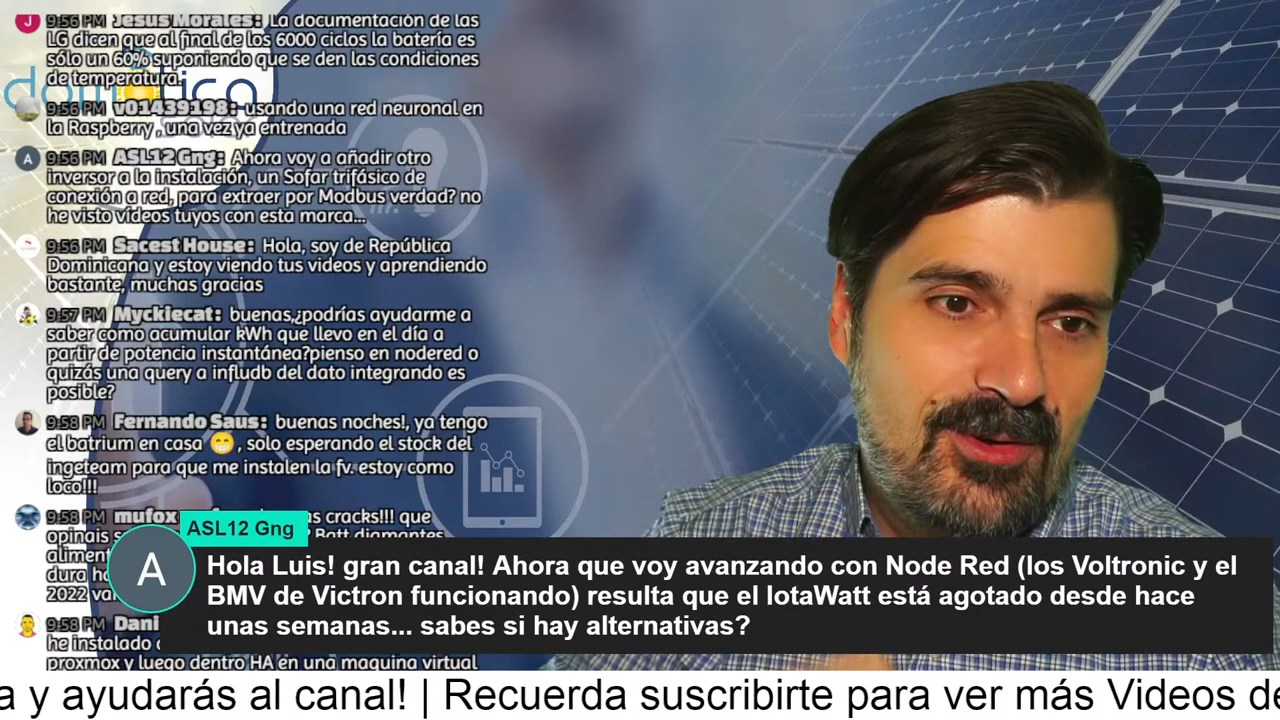 9:56 PM Jesus Morales: La documentación de las
LG dicen que al final de los 6000 ciclos la batería es
sólo un 60% suponiendo que se den las condiciones
de temperatura.
9:56 PM v01439198: usando una red neuronal en
la Raspberry , una vez ya entrenada
A 9:56 PM ASL12 Gng: Ahora voy a añadir otro
inversor a la instalación, un Sofar trifásico de
conexión a red, para extraer por Modbus verdad? no
he visto vídeos tuyos con esta marca...
9:56 PM Sacest House: Hola, soy de República
Dominicana y estoy viendo tus videos y aprendiendo
bastante, muchas gracias
9:57 PM Myckiecat: buenas,¿podrías ayudarme a
saber como acumular kWh que llevo en el día a
partir de potencia instantánea?pienso en nodered o
quizás una query a infludb del dato integrando es
posible?
9:58 PM Fernando Saus: buenas noches!, ya tengo
el batrium en casa 😁, solo esperando el stock del
ingeteam para que me instalen la fv. estoy como
loco!!!
9:58 PM mufox cracks!!! que
opinais Batt diamantes
dura
2022
9:58 PM Dani
he instalado
proxmox y luego dentro HA en una maquina virtual
ASL12 Gng
A
Hola Luis! gran canal! Ahora que voy avanzando con Node Red (los Voltronic y el
BMV de Victron funcionando) resulta que el IotaWatt está agotado desde hace
unas semanas... sabes si hay alternativas?
a y ayudarás al canal! | Recuerda suscribirte para ver más Videos de